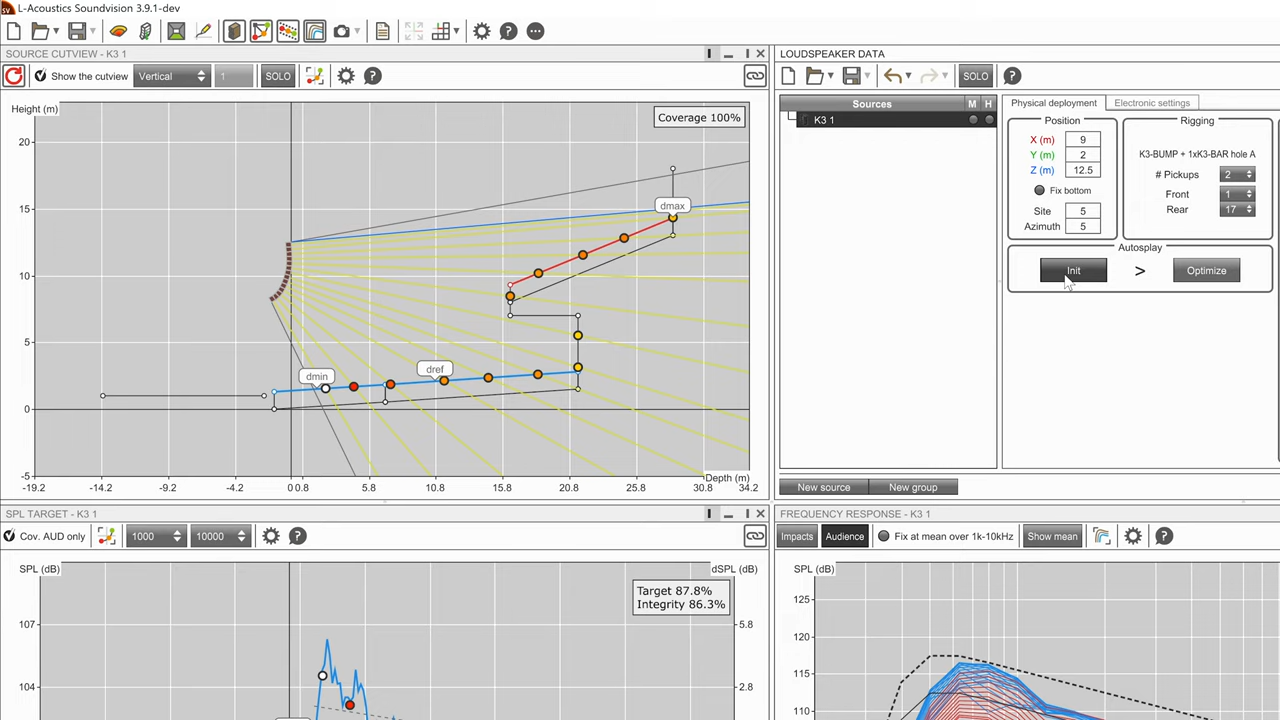 L-Acoustics Soundvision 3.9.1-dev
SOURCE CUTVIEW - K3 1
Show the cutview
Vertical
1
SOLO
Height (m)
Coverage 100%
20
15
10
5
0
-5
dmax
dref
dmin
Depth (m)
-19.2
-14.2
-9.2
-4.2
0
0.8
5.8
10.8
15.8
20.8
25.8
30.8
34.2
LOUDSPEAKER DATA
SOLO
Sources M H
K3 1
New source
New group
Physical deployment
Electronic settings
Position
X (m) 9
Y (m) 2
Z (m) 12.5
Fix bottom
Site 5
Azimuth 5
Rigging
K3-BUMP + 1xK3-BAR hole A
# Pickups 2
Front 1
Rear 17
Autosplay
Init > Optimize
SPL TARGET - K3 1
Cov. AUD only
1000
10000
SPL (dB)
dSPL (dB)
Target 87.8%
Integrity 86.3%
107
5.8
104
2.8
FREQUENCY RESPONSE - K3 1
Impacts
Audience
Fix at mean over 1k-10kHz
Show mean
SPL (dB)
125
120
115
110